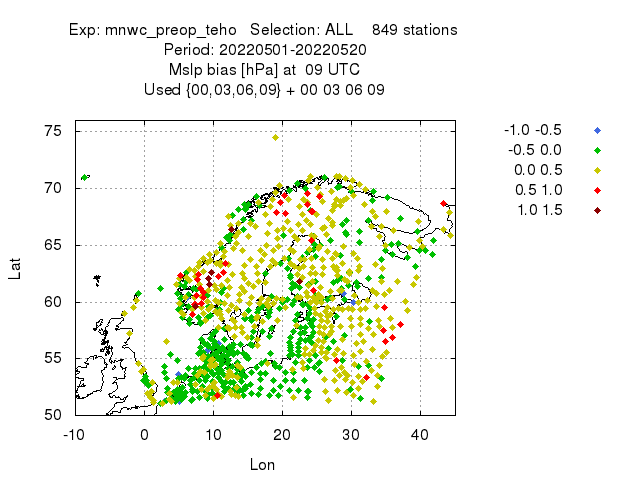 Exp: mnwc_preop_teho   Selection: ALL    849 stations
Period: 20220501-20220520
Mslp bias [hPa] at  09 UTC
Used {00,03,06,09} + 00 03 06 09
75
70
65
60
55
50
-10 0 10 20 30 40
Lat
Lon
-1.0 -0.5
-0.5 0.0
0.0 0.5
0.5 1.0
1.0 1.5